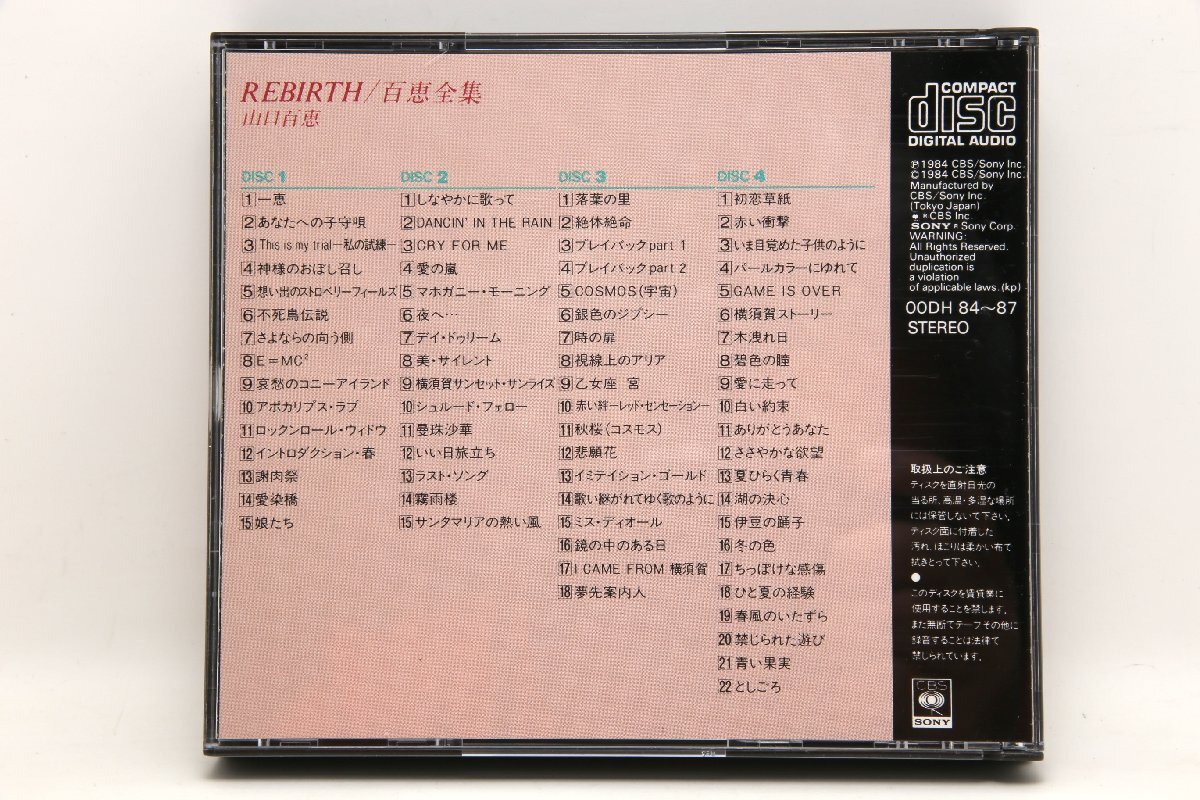 REBIRTH/百恵全集
山口百恵
DISC 1
1 一恵
2 あなたへの子守唄
3 This is my trial－私の試練－
4 神様のおぼし召し
5 想い出のストロベリーフィールズ
6 不死鳥伝説
7 さよならの向う側
8 E＝MC²
9 哀愁のコニーアイランド
10 アポカリプス・ラブ
11 ロックンロール・ウィドウ
12 イントロダクション・春
13 謝肉祭
14 愛染橋
15 娘たち
DISC 2
1 しなやかに歌って
2 DANCIN' IN THE RAIN
3 CRY FOR ME
4 愛の嵐
5 マホガニー・モーニング
6 夜へ…
7 デイ・ドゥリーム
8 美・サイレント
9 横須賀サンセット・サンライズ
10 シュルード・フェロー
11 曼珠沙華
12 いい日旅立ち
13 ラスト・ソング
14 霧雨楼
15 サンタマリアの熱い風
DISC 3
1 落葉の里
2 絶体絶命
3 プレイバックpart 1
4 プレイバックpart 2
5 COSMOS(宇宙)
6 銀色のジプシー
7 時の扉
8 視線上のアリア
9 乙女座 宮
10 赤い絆－レッド・センセーション－
11 秋桜(コスモス)
12 悲願花
13 イミテイション・ゴールド
14 歌い継がれてゆく歌のように
15 ミス・ディオール
16 鏡の中のある日
17 I CAME FROM 横須賀
18 夢先案内人
DISC 4
1 初恋草紙
2 赤い衝撃
3 いま目覚めた子供のように
4 パールカラーにゆれて
5 GAME IS OVER
6 横須賀ストーリー
7 木洩れ日
8 碧色の瞳
9 愛に走って
10 白い約束
11 ありがとうあなた
12 ささやかな欲望
13 夏ひらく青春
14 湖の決心
15 伊豆の踊子
16 冬の色
17 ちっぽけな感傷
18 ひと夏の経験
19 春風のいたずら
20 禁じられた遊び
21 青い果実
22 としごろ
COMPACT
disc
DIGITAL AUDIO
℗1984 CBS/Sony Inc.
©1984 CBS/Sony Inc.
Manufactured by
CBS/Sony Inc.
(Tokyo Japan)
® CBS Inc.
SONY ® Sony Corp.
WARNING:
All Rights Reserved.
Unauthorized
duplication is
a violation
of applicable laws. (kp)
00DH 84～87
STEREO
取扱上のご注意
ディスクを直射日光の
当る所、高温・多湿な場所
には保管しないで下さい。
ディスク面に付着した
汚れ、ほこりは柔かい布で
拭きとって下さい。
●
このディスクを賃貸業に
使用することを禁じます。
また無断でテープその他に
録音することは法律で
禁じられています。
CBS
SONY